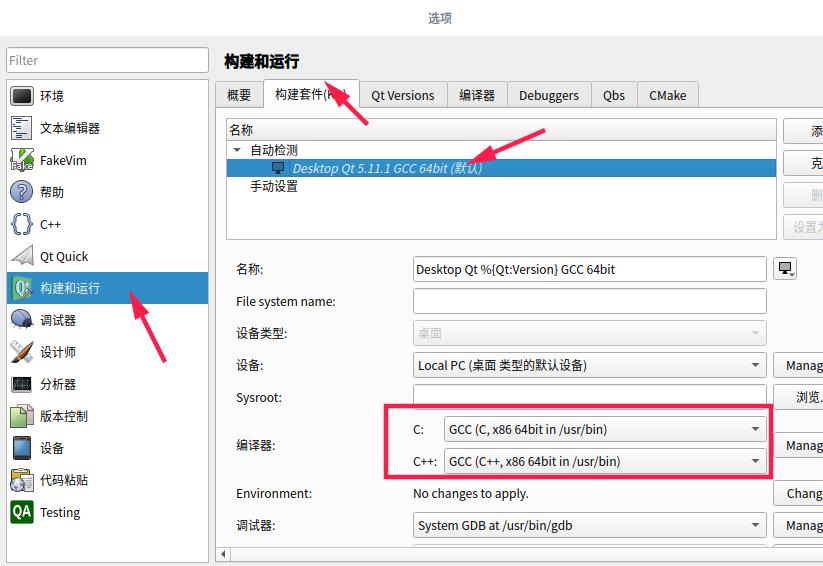 选项
Filter
环境
文本编辑器
FakeVim
帮助
C++
Qt Quick
构建和运行
调试器
设计师
分析器
版本控制
设备
代码粘贴
QA Testing
构建和运行
概要 构建套件(K Qt Versions 编译器 Debuggers Qbs CMake
名称
自动检测
Desktop Qt 5.11.1 GCC 64bit (默认)
手动设置
添
克
删
设置为
名称: Desktop Qt %{Qt:Version} GCC 64bit
File system name:
设备类型: 桌面
设备: Local PC (桌面 类型的默认设备) Manag
Sysroot: 浏览.
编译器: C: GCC (C, x86 64bit in /usr/bin)
C++: GCC (C++, x86 64bit in /usr/bin) Manag
Environment: No changes to apply. Chang
调试器: System GDB at /usr/bin/gdb Manag